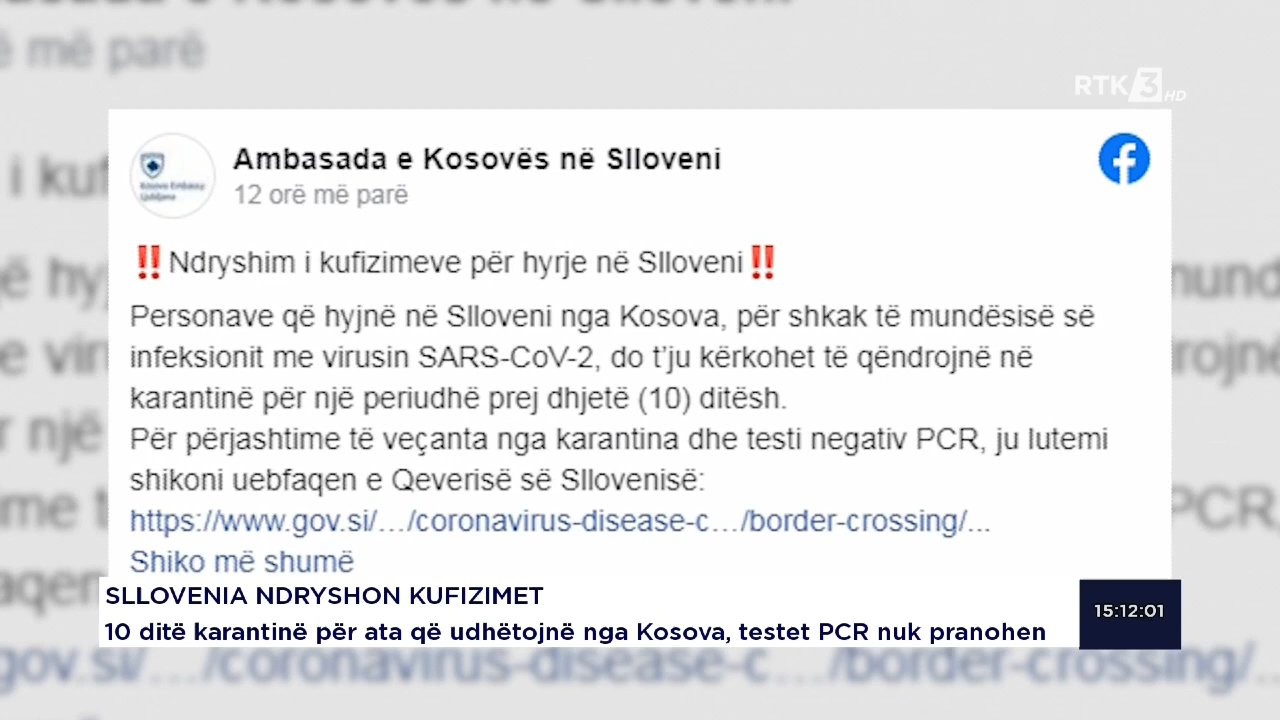 RTK 3 HD
Ambasada e Kosovës në Slloveni
12 orë më parë
Kosovo Embassy
Ljubljana
‼️Ndryshim i kufizimeve për hyrje në Slloveni‼️
Personave që hyjnë në Slloveni nga Kosova, për shkak të mundësisë së
infeksionit me virusin SARS-CoV-2, do t'ju kërkohet të qëndrojnë në
karantinë për një periudhë prej dhjetë (10) ditësh.
Për përjashtime të veçanta nga karantina dhe testi negativ PCR, ju lutemi
shikoni uebfaqen e Qeverisë së Sllovenisë:
https://www.gov.si/…/coronavirus-disease-c…/border-crossing/...
Shiko më shumë
SLLOVENIA NDRYSHON KUFIZIMET
10 ditë karantinë për ata që udhëtojnë nga Kosova, testet PCR nuk pranohen
15:12:01